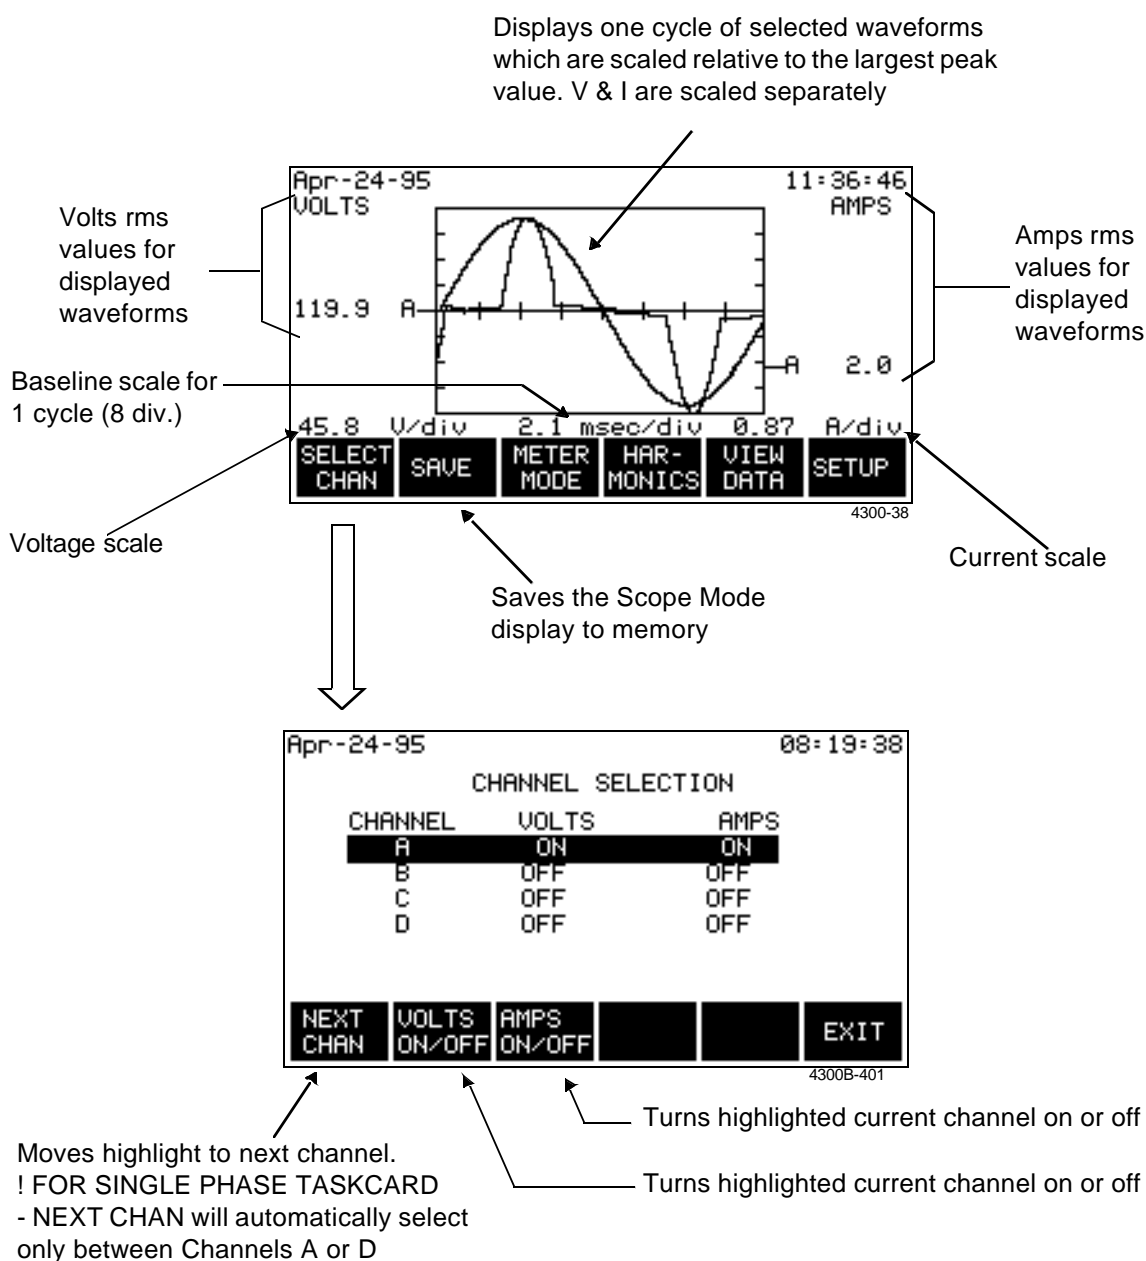 Displays one cycle of selected waveforms
which are scaled relative to the largest peak
value. V & I are scaled separately
Apr-24-95 11:36:46
VOLTS AMPS
Volts rms
values for
displayed
waveforms
Amps rms
values for
displayed
waveforms
119.9 A
A 2.0
Baseline scale for
1 cycle (8 div.)
45.8 V/div 2.1 msec/div 0.87 A/div
SELECT
CHAN
SAVE
METER
MODE
HAR-
MONICS
VIEW
DATA
SETUP
4300-38
Voltage scale
Current scale
Saves the Scope Mode
display to memory
Apr-24-95 08:19:38
CHANNEL SELECTION
CHANNEL VOLTS AMPS
A ON ON
B OFF OFF
C OFF OFF
D OFF OFF
NEXT
CHAN
VOLTS
ON/OFF
AMPS
ON/OFF
EXIT
4300B-401
Turns highlighted current channel on or off
Turns highlighted current channel on or off
Moves highlight to next channel.
! FOR SINGLE PHASE TASKCARD
- NEXT CHAN will automatically select
only between Channels A or D